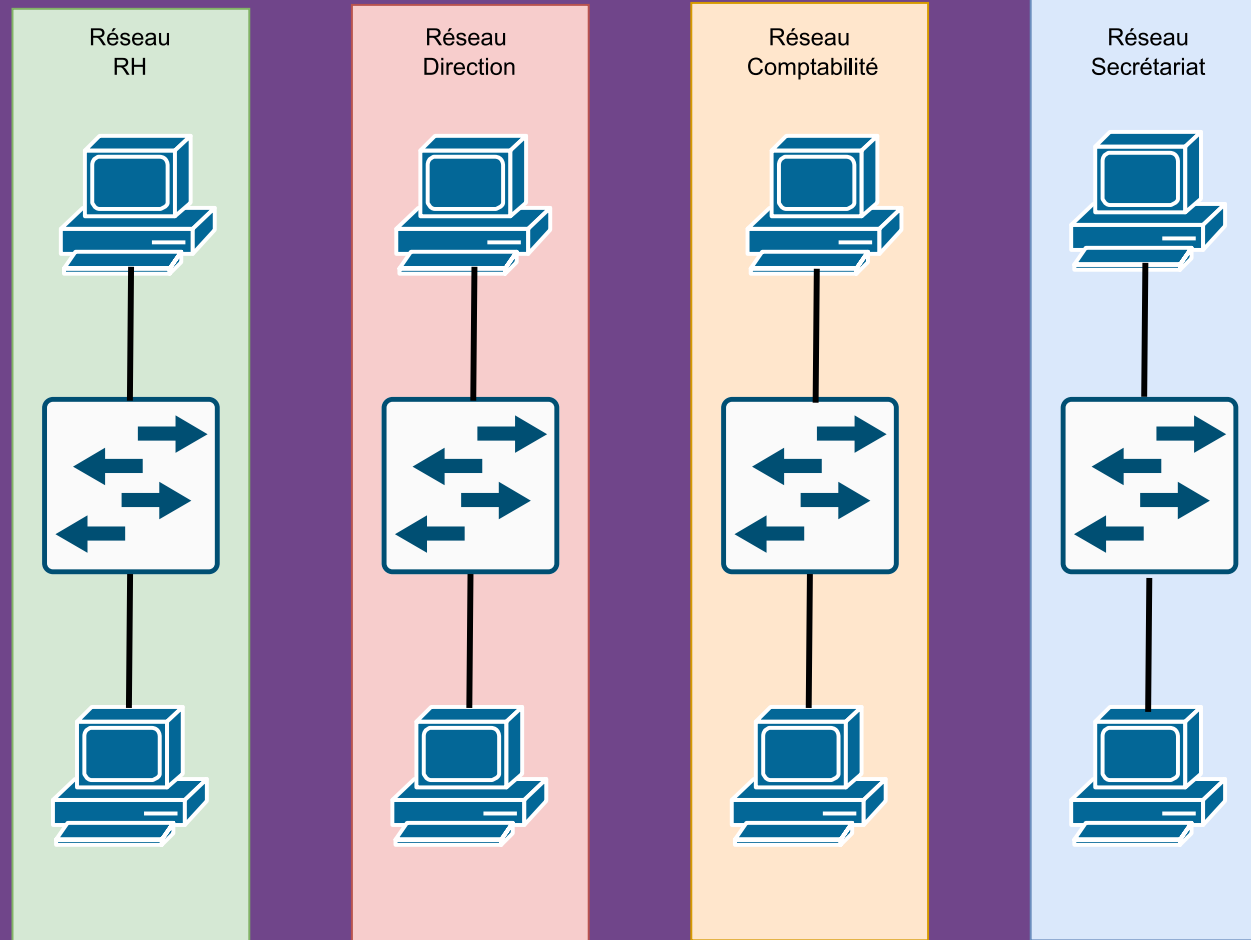 Réseau
RH
Réseau
Direction
Réseau
Comptabilité
Réseau
Secrétariat